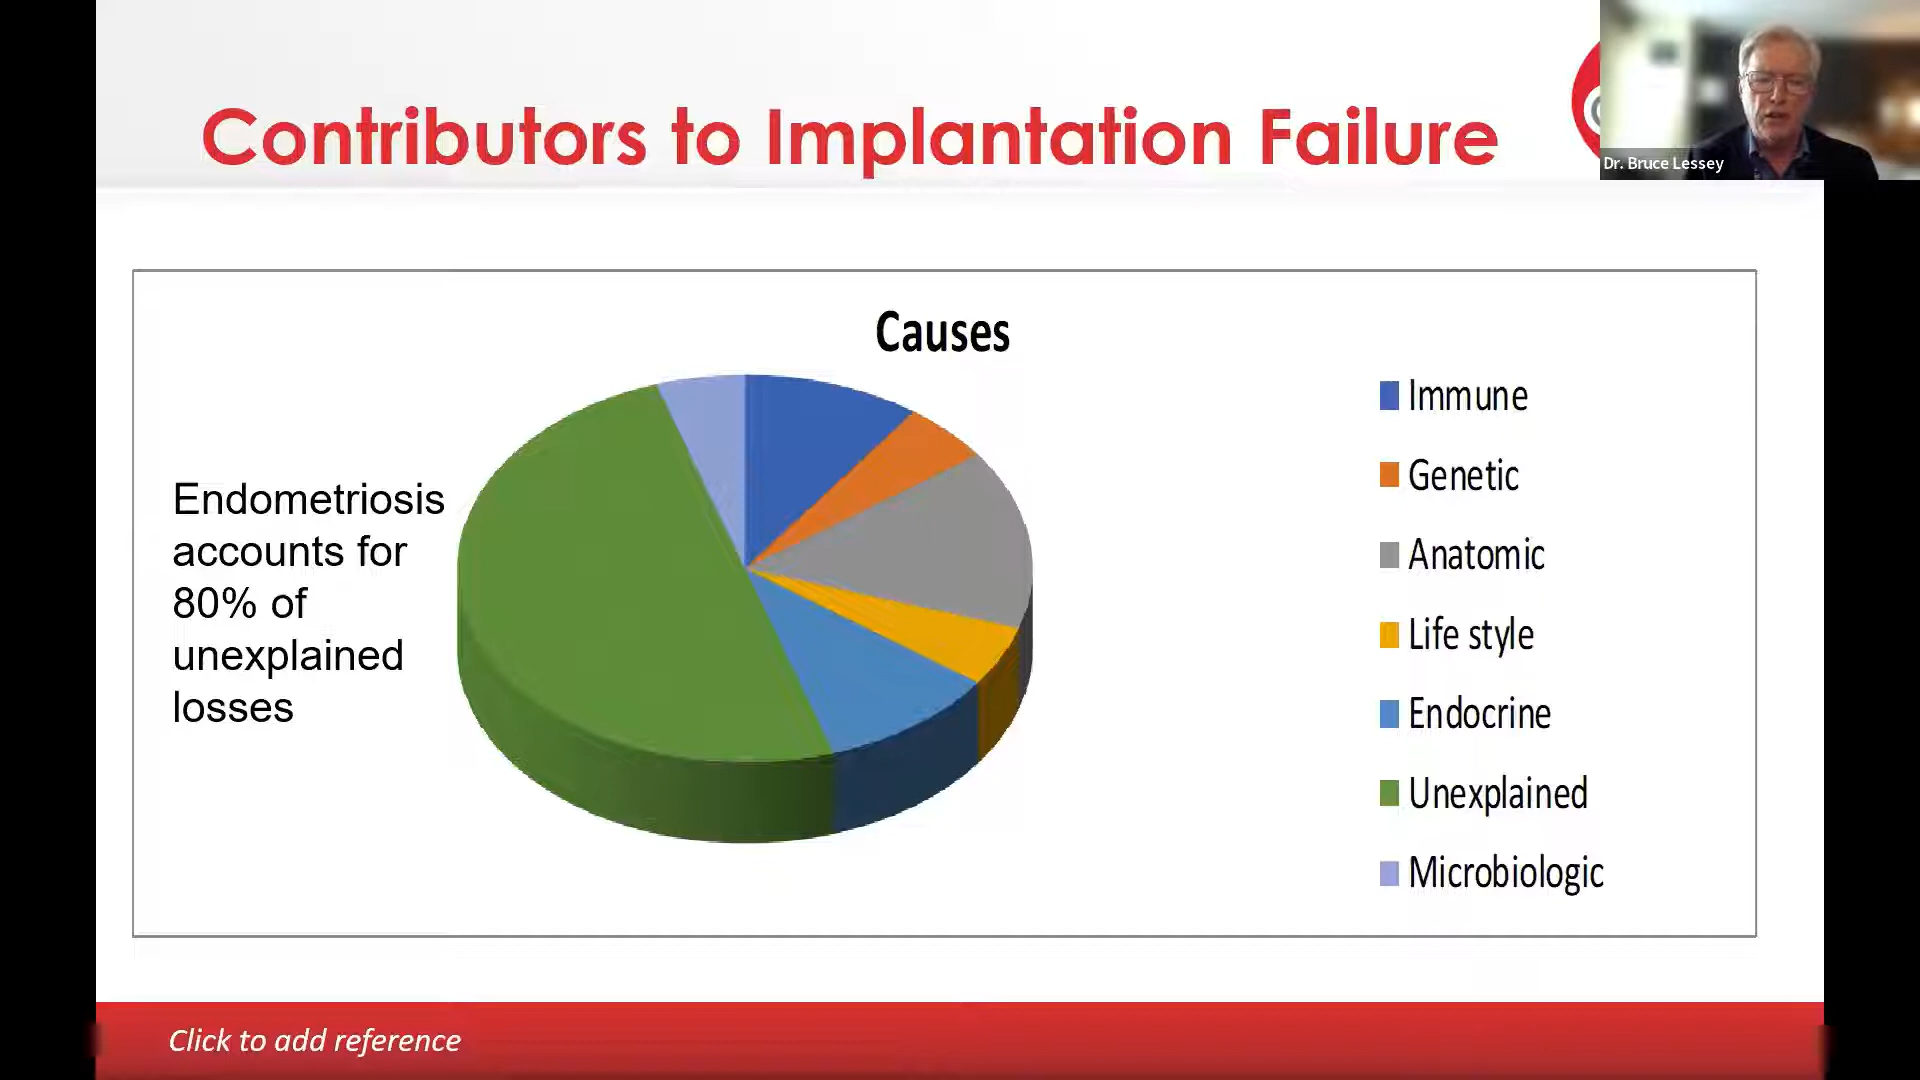 Contributors to Implantation Failure
Dr. Bruce Lessey
Causes
Endometriosis
accounts for
80% of
unexplained
losses
Immune
Genetic
Anatomic
Life style
Endocrine
Unexplained
Microbiologic
Click to add reference